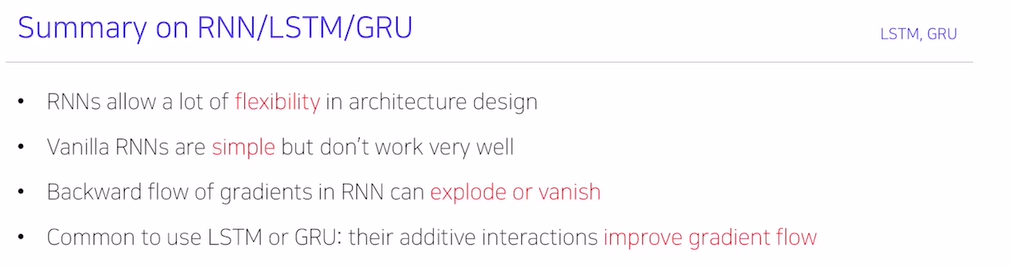 Summary on RNN/LSTM/GRU
LSTM, GRU
• RNNs allow a lot of flexibility in architecture design
• Vanilla RNNs are simple but don't work very well
• Backward flow of gradients in RNN can explode or vanish
• Common to use LSTM or GRU: their additive interactions improve gradient flow